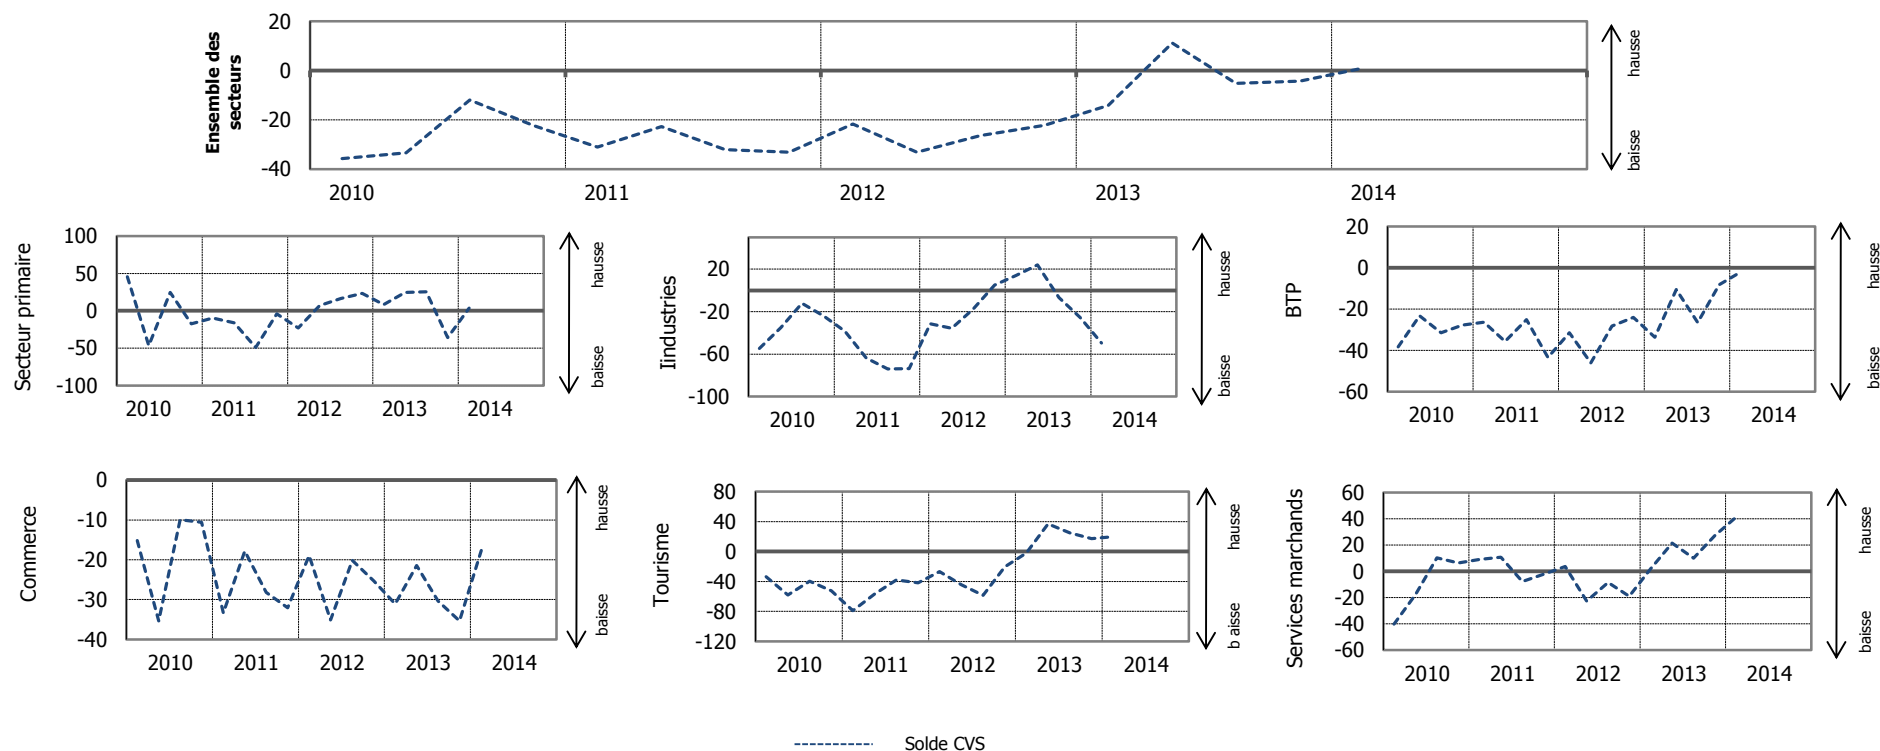 Ensemble des
secteurs
20
0
-20
-40
2010 2011 2012 2013 2014
hausse
baisse
Secteur primaire
100
50
0
-50
-100
2010 2011 2012 2013 2014
hausse
baisse
Iindustries
20
-20
-60
-100
2010 2011 2012 2013 2014
hausse
baisse
BTP
20
0
-20
-40
-60
2010 2011 2012 2013 2014
hausse
baisse
Commerce
0
-10
-20
-30
-40
2010 2011 2012 2013 2014
hausse
baisse
Tourisme
80
40
0
-40
-80
-120
2010 2011 2012 2013 2014
hausse
b aisse
Services marchands
60
40
20
0
-20
-40
-60
2010 2011 2012 2013 2014
hausse
baisse
Solde CVS